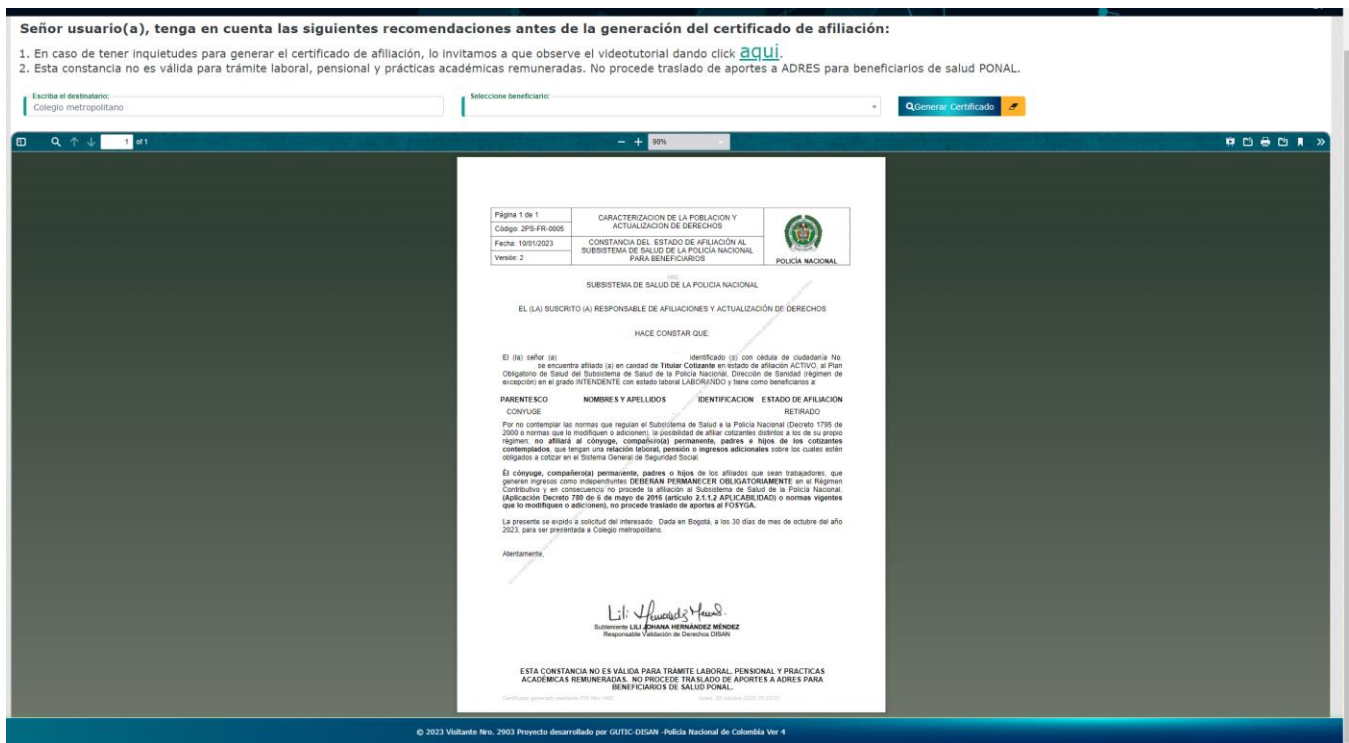 Señor usuario(a), tenga en cuenta las siguientes recomendaciones antes de la generación del certificado de afiliación:
1. En caso de tener inquietudes para generar el certificado de afiliación, lo invitamos a que observe el videotutorial dando click aqui.
2. Esta constancia no es válida para trámite laboral, pensional y prácticas académicas remuneradas. No procede traslado de aportes a ADRES para beneficiarios de salud PONAL.
Escriba el destinatario:
Colegio metropolitano
Seleccione beneficiario:
Generar Certificado
1 of 1
90%
Página 1 de 1
Código: 2PS-FR-0005
Fecha: 10/01/2023
Versión: 2
CARACTERIZACION DE LA POBLACION Y
ACTUALIZACION DE DERECHOS
CONSTANCIA DEL ESTADO DE AFILIACIÓN AL
SUBSISTEMA DE SALUD DE LA POLICÍA NACIONAL
PARA BENEFICIARIOS
POLICÍA NACIONAL
1492
SUBSISTEMA DE SALUD DE LA POLICIA NACIONAL
EL (LA) SUSCRITO (A) RESPONSABLE DE AFILIACIONES Y ACTUALIZACIÓN DE DERECHOS
HACE CONSTAR QUE:
El (la) señor (a) identificado (a) con cédula de ciudadanía No.
se encuentra afiliado (a) en calidad de Titular Cotizante en estado de afiliación ACTIVO, al Plan
Obligatorio de Salud del Subsistema de Salud de la Policía Nacional, Dirección de Sanidad (régimen de
excepción) en el grado INTENDENTE con estado laboral LABORANDO y tiene como beneficiarios a:
PARENTESCO NOMBRES Y APELLIDOS IDENTIFICACION ESTADO DE AFILIACIÓN
CONYUGE RETIRADO
Por no contemplar las normas que regulan el Subsistema de Salud e la Policía Nacional (Decreto 1795 de
2000 o normas que lo modifiquen o adicionen), la posibilidad de afiliar cotizantes distintos a los de su propio
régimen; no afiliará al cónyuge, compañero(a) permanente, padres e hijos de los cotizantes
contemplados, que tengan una relación laboral, pensión o ingresos adicionales sobre los cuales estén
obligados a cotizar en el Sistema General de Seguridad Social.
El cónyuge, compañero(a) permanente, padres o hijos de los afiliados que sean trabajadores, que
generen ingresos como independientes DEBERAN PERMANECER OBLIGATORIAMENTE en el Régimen
Contributivo y en consecuencia no procede la afiliación al Subsistema de Salud de la Policía Nacional.
(Aplicación Decreto 780 de 6 de mayo de 2016 (artículo 2.1.1.2 APLICABILIDAD) o normas vigentes
que lo modifiquen o adicionen), no procede traslado de aportes al FOSYGA.
La presente se expide a solicitud del interesado. Dada en Bogotá, a los 30 días de mes de octubre del año
2023, para ser presentada a Colegio metropolitano.
Atentamente,
Subteniente LILI JOHANA HERNÁNDEZ MÉNDEZ
Responsable Validación de Derechos DISAN
ESTA CONSTANCIA NO ES VÁLIDA PARA TRÁMITE LABORAL, PENSIONAL Y PRACTICAS
ACADÉMICAS REMUNERADAS. NO PROCEDE TRASLADO DE APORTES A ADRES PARA
BENEFICIARIOS DE SALUD PONAL.
© 2023 Visitante Nro. 2903 Proyecto desarrollado por GUTIC-DISAN -Policía Nacional de Colombia Ver 4